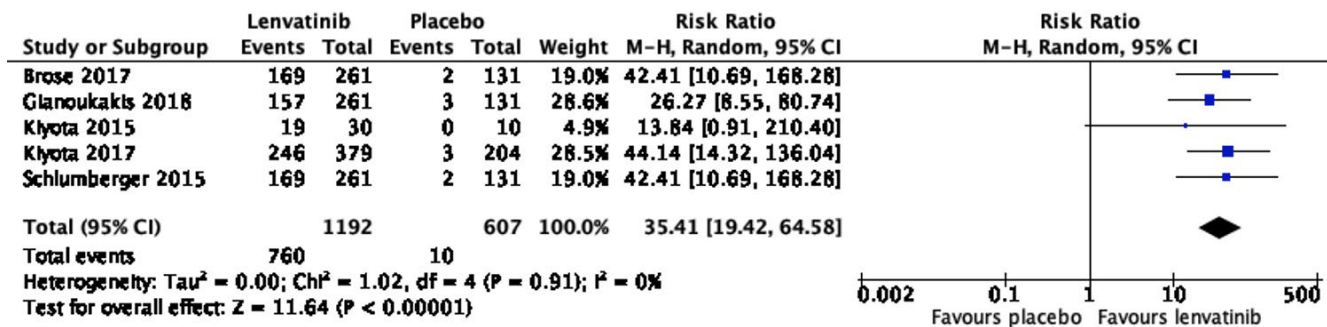 Lenvatinib Placebo Risk Ratio Risk Ratio
Study or Subgroup Events Total Events Total Weight M-H, Random, 95% CI M-H, Random, 95% CI
Brose 2017 169 261 2 131 19.0% 42.41 [10.69, 168.28]
Gianoukakis 2018 157 261 3 131 28.6% 26.27 [8.55, 80.74]
Kiyota 2015 19 30 0 10 4.9% 13.84 [0.91, 210.40]
Kiyota 2017 246 379 3 204 28.5% 44.14 [14.32, 136.04]
Schlumberger 2015 169 261 2 131 19.0% 42.41 [10.69, 168.28]
Total (95% CI) 1192 607 100.0% 35.41 [19.42, 64.58]
Total events 760 10
Heterogeneity: Tau² = 0.00; Chi² = 1.02, df = 4 (P = 0.91); I² = 0%
Test for overall effect: Z = 11.64 (P < 0.00001)
0.002 0.1 1 10 500
Favours placebo Favours lenvatinib